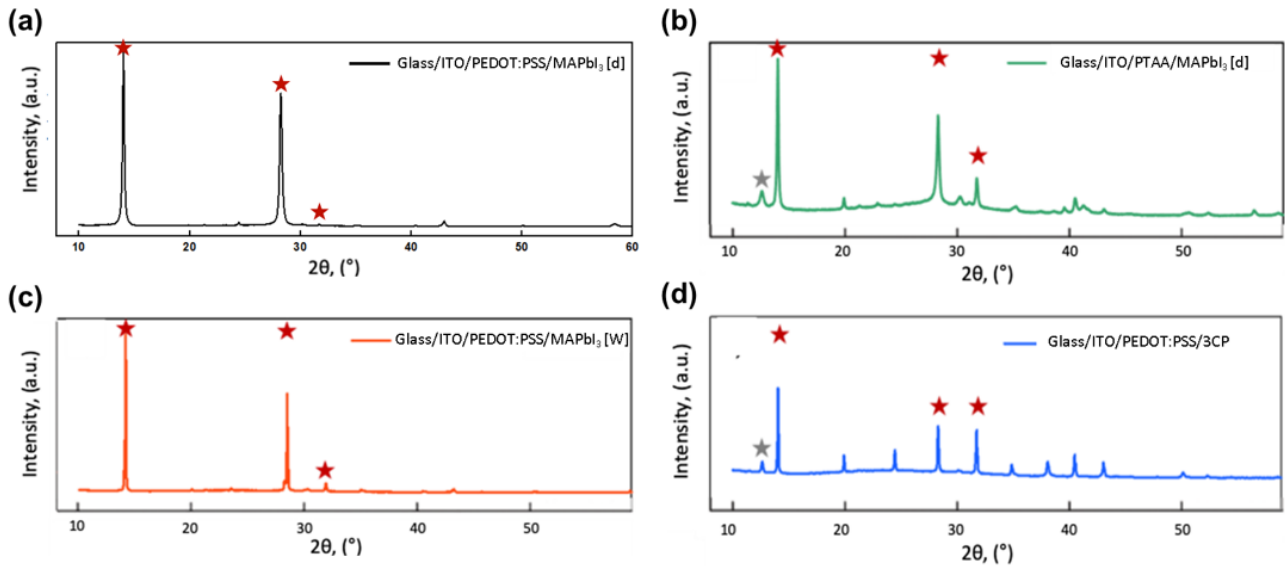 (a)
Glass/ITO/PEDOT:PSS/MAPbI₃ [d]
Intensity, (a.u.)
10 20 30 40 50 60
2θ, (°)
(b)
Glass/ITO/PTAA/MAPbI₃ [d]
Intensity, (a.u.)
10 20 30 40 50
2θ, (°)
(c)
Glass/ITO/PEDOT:PSS/MAPbI₃ [W]
Intensity, (a.u.)
10 20 30 40 50
2θ, (°)
(d)
Glass/ITO/PEDOT:PSS/3CP
Intensity, (a.u.)
10 20 30 40 50
2θ, (°)